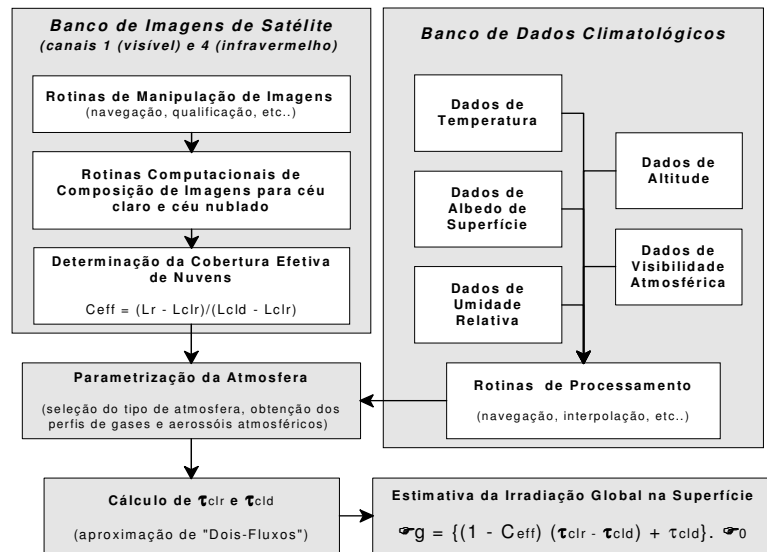 Banco de Imagens de Satélite
(canais 1 (visível) e 4 (infravermelho)
Rotinas de Manipulação de Imagens
(navegação, qualificação, etc..)
Rotinas Computacionais de
Composição de Imagens para céu
claro e céu nublado
Determinação da Cobertura Efetiva
de Nuvens
Ceff = (Lr - Lclr)/(Lcld - Lclr)
Banco de Dados Climatológicos
Dados de
Temperatura
Dados de
Altitude
Dados de
Albedo de
Superfície
Dados de
Visibilidade
Atmosférica
Dados de
Umidade
Relativa
Rotinas de Processamento
(navegação, interpolação, etc..)
Parametrização da Atmosfera
(seleção do tipo de atmosfera, obtenção dos
perfis de gases e aerossóis atmosféricos)
Cálculo de τclr e τcld
(aproximação de "Dois-Fluxos")
Estimativa da Irradiação Global na Superfície
☞g = {(1 - Ceff) (τclr - τcld) + τcld}. ☞0